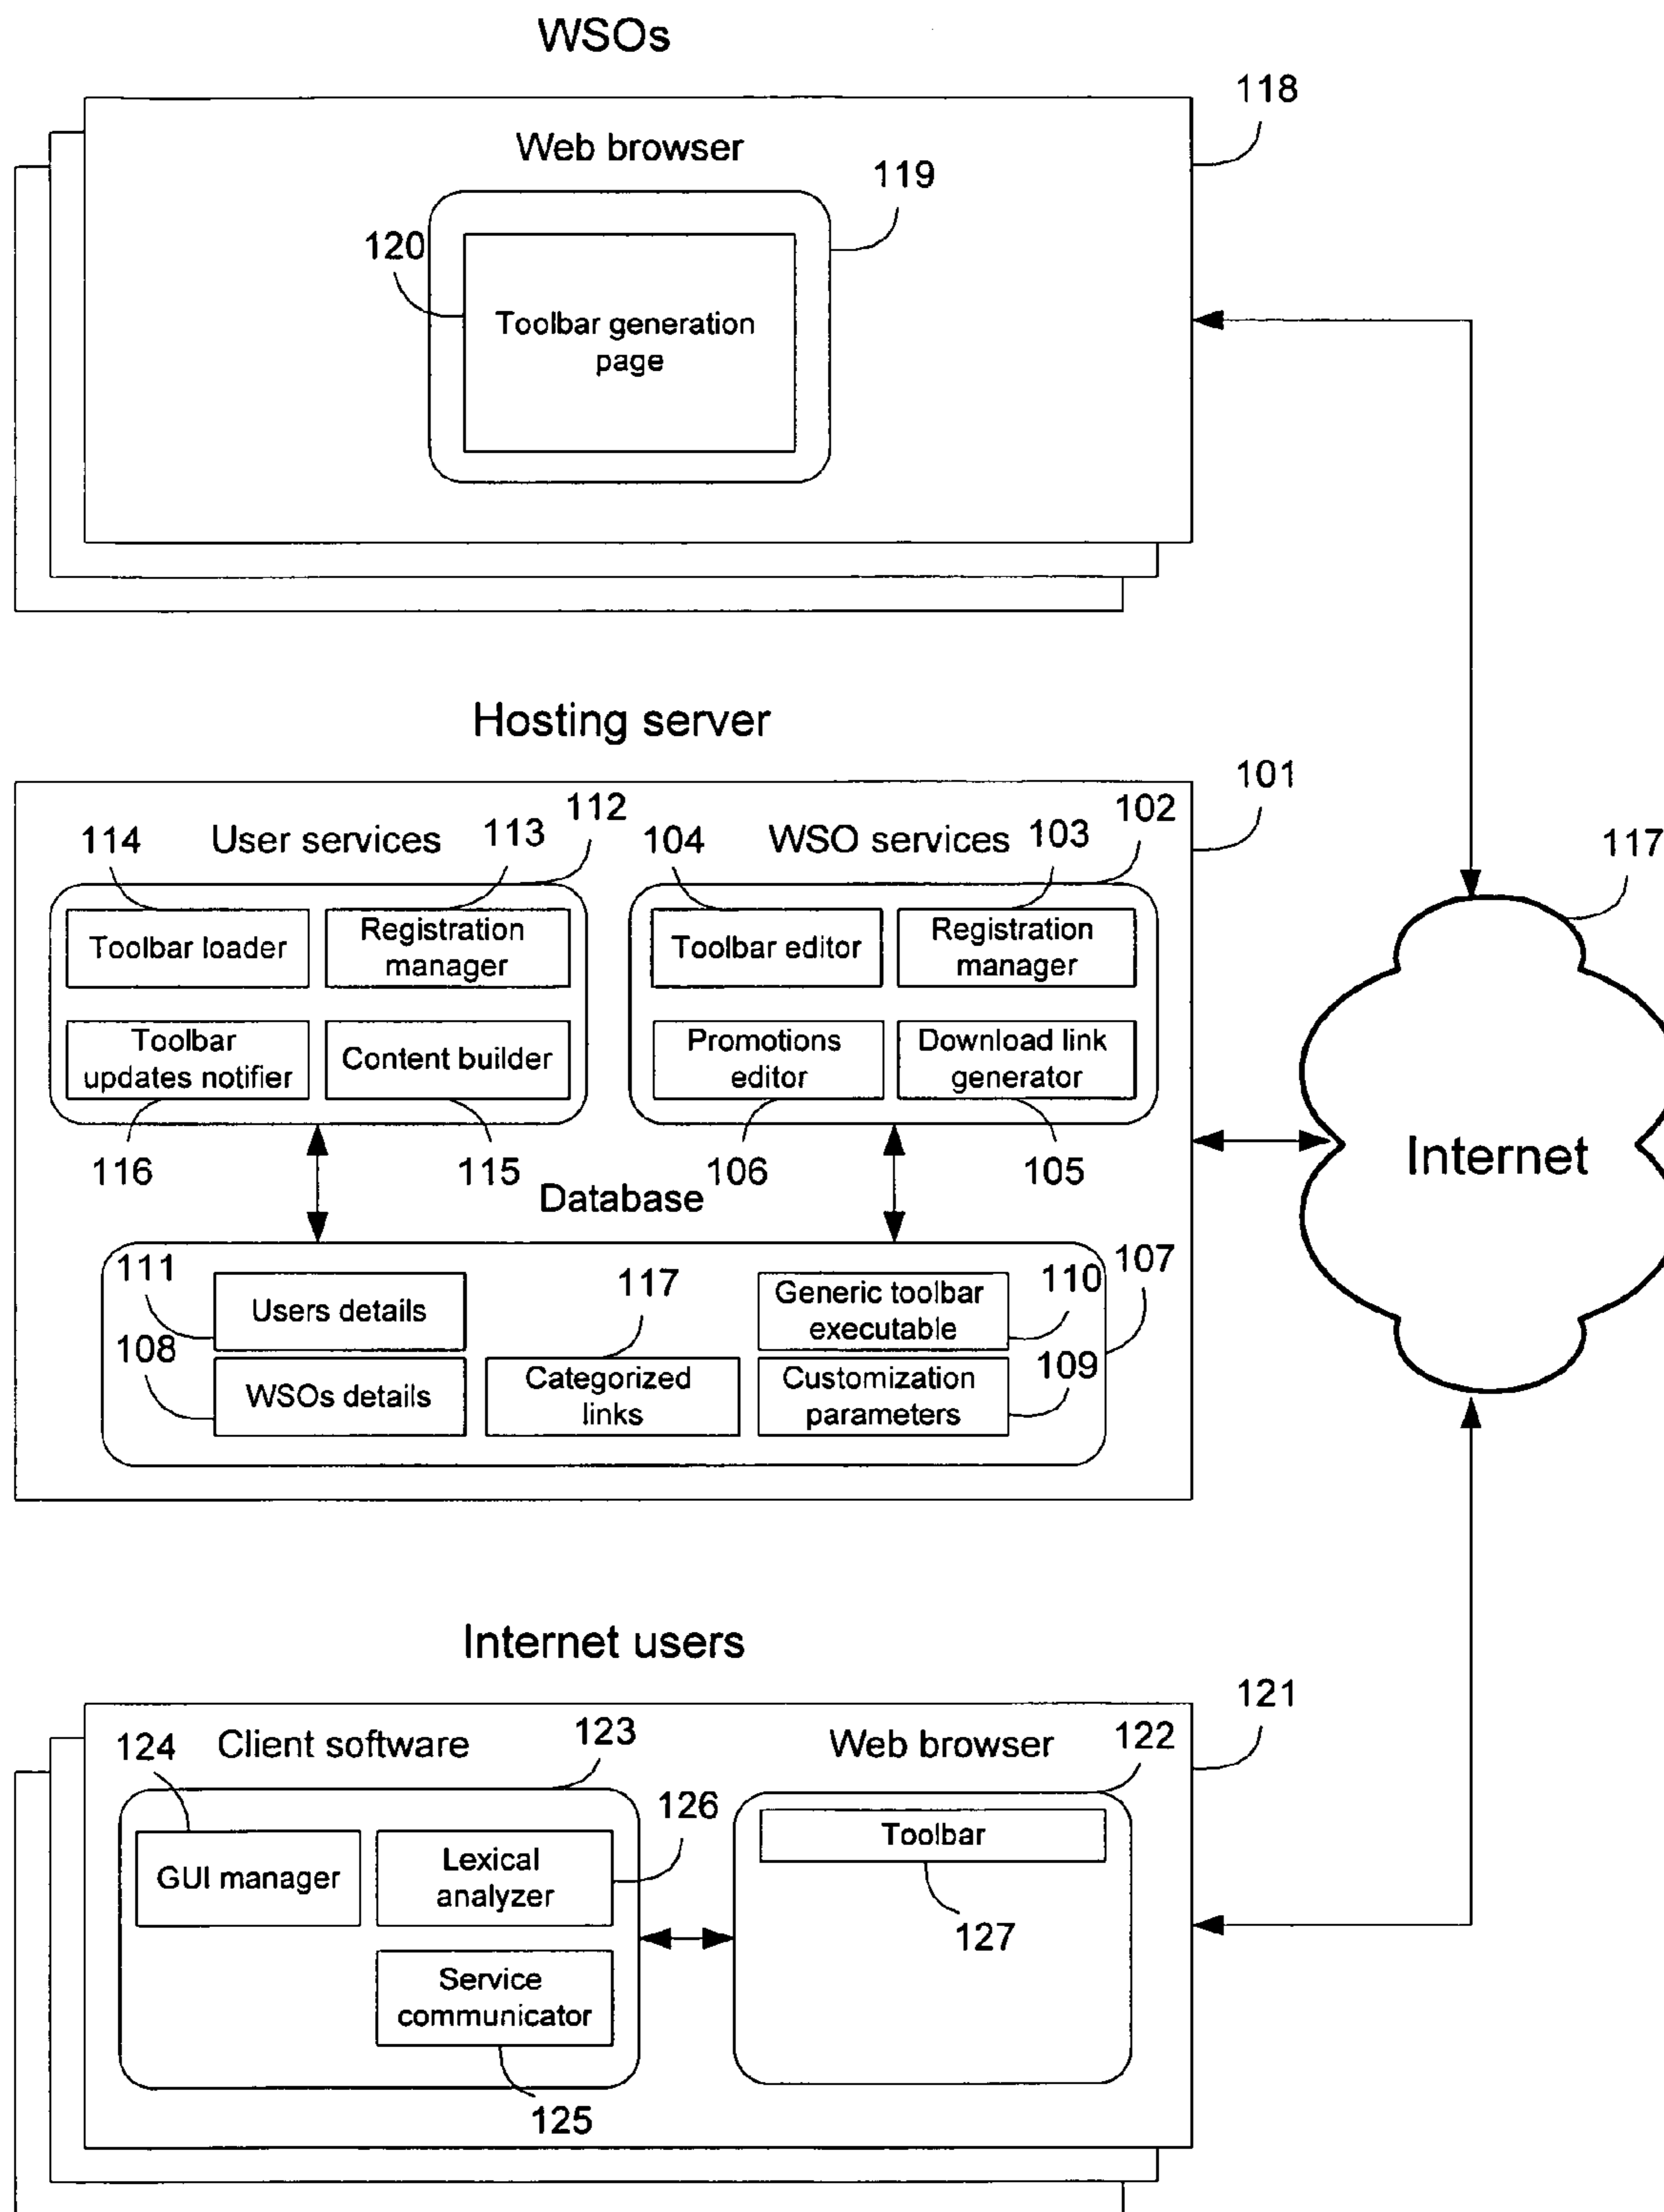 WSOs
118
Web browser
119
120
Toolbar generation
page
Hosting server
101
112
102
114
User services
113
104
WSO services
103
117
Toolbar loader
Registration
manager
Toolbar editor
Registration
manager
Toolbar
updates notifier
Content builder
Promotions
editor
Download link
generator
Internet
116
115
106
105
Database
111
117
110
107
Users details
Generic toolbar
executable
108
109
WSOs details
Categorized
links
Customization
parameters
Internet users
121
124
Client software
123
Web browser
122
126
Toolbar
GUI manager
Lexical
analyzer
127
Service
communicator
125